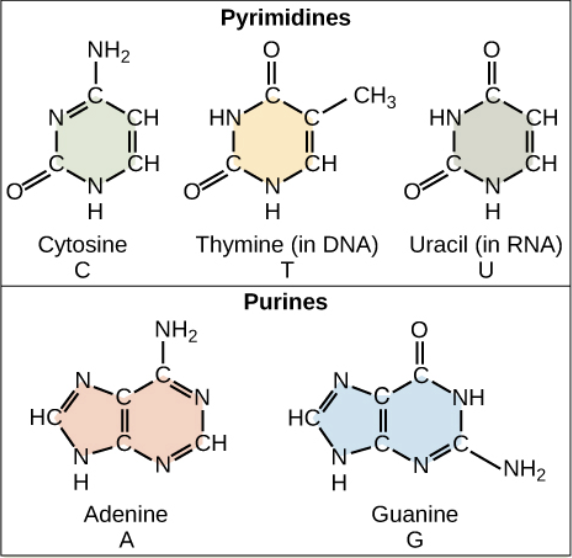 Pyrimidines
NH2 O O
N C CH HN C C CH3 HN C CH
C CH C CH C CH
O N O N O N
H H H
Cytosine Thymine (in DNA) Uracil (in RNA)
C T U
Purines
NH2 O
N C C N N C C NH
HC C CH HC C C
N N N N NH2
H H
Adenine Guanine
A G